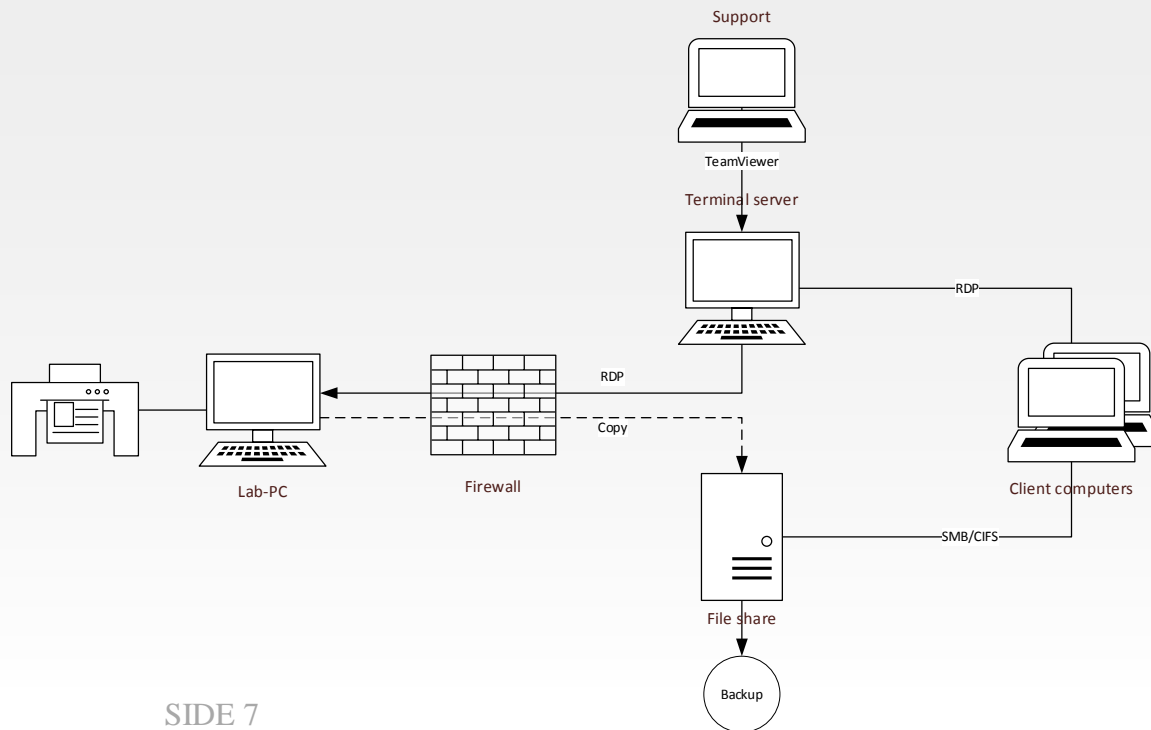 Support
TeamViewer
Terminal server
RDP
RDP
Copy
Lab-PC
Firewall
Client computers
SMB/CIFS
File share
Backup
SIDE 7